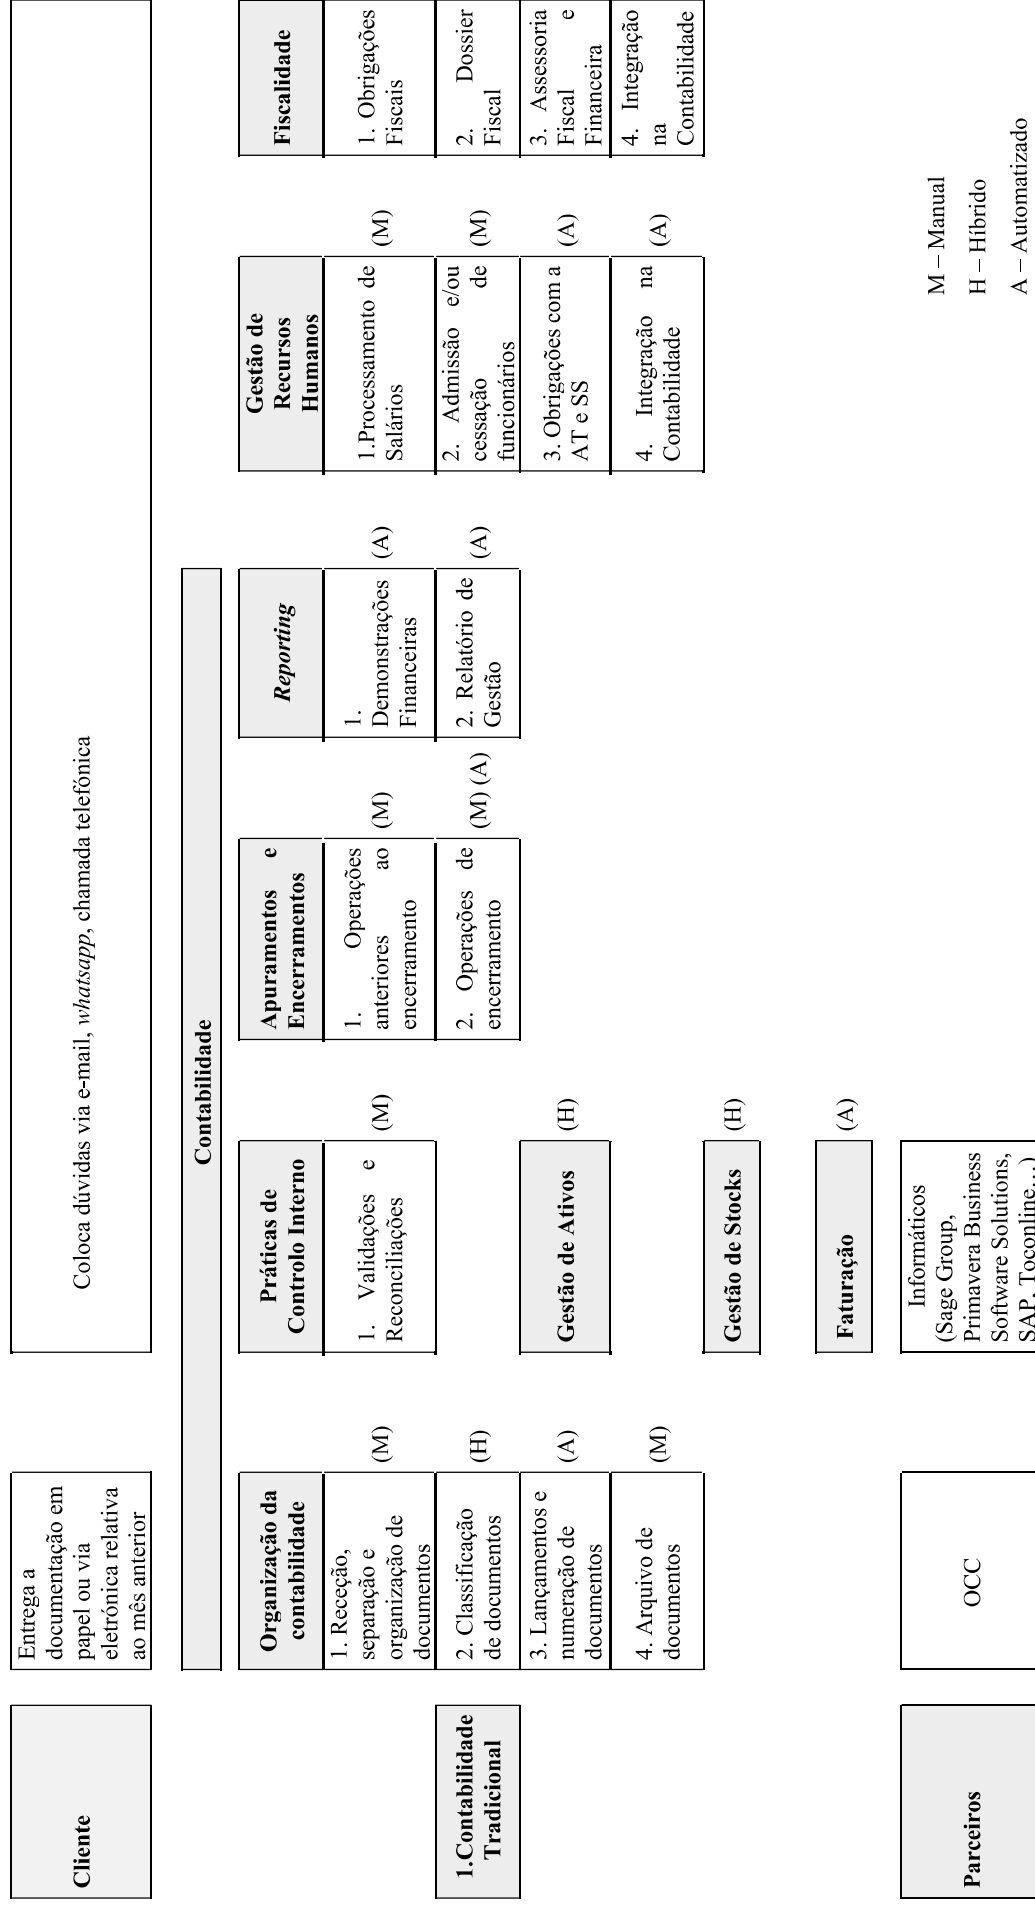 Cliente
Entrega a
documentação em
papel ou via
eletrónica relativa
ao mês anterior
Coloca dúvidas via e-mail, whatsapp, chamada telefónica
Contabilidade
1.Contabilidade
Tradicional
Organização da
contabilidade
1. Receção,
separação e
organização de
documentos
(M)
2. Classificação
de documentos
(H)
3. Lançamentos e
numeração de
documentos
(A)
4. Arquivo de
documentos
(M)
Práticas de
Controlo Interno
1. Validações e
Reconciliações
(M)
Gestão de Ativos
(H)
Gestão de Stocks
(H)
Faturação
(A)
Apuramentos e
Encerramentos
1. Operações
anteriores ao
encerramento
(M)
2. Operações de
encerramento
(M) (A)
Reporting
1.
Demonstrações
Financeiras
(A)
2. Relatório de
Gestão
(A)
Gestão de
Recursos
Humanos
1.Processamento de
Salários
(M)
2. Admissão e/ou
cessação de
funcionários
(M)
3. Obrigações com a
AT e SS
(A)
4. Integração na
Contabilidade
(A)
Fiscalidade
1. Obrigações
Fiscais
2. Dossier
Fiscal
3. Assessoria
Fiscal e
Financeira
4. Integração
na
Contabilidade
Parceiros
OCC
Informáticos
(Sage Group,
Primavera Business
Software Solutions,
SAP, Toconline…)
M – Manual
H – Híbrido
A – Automatizado